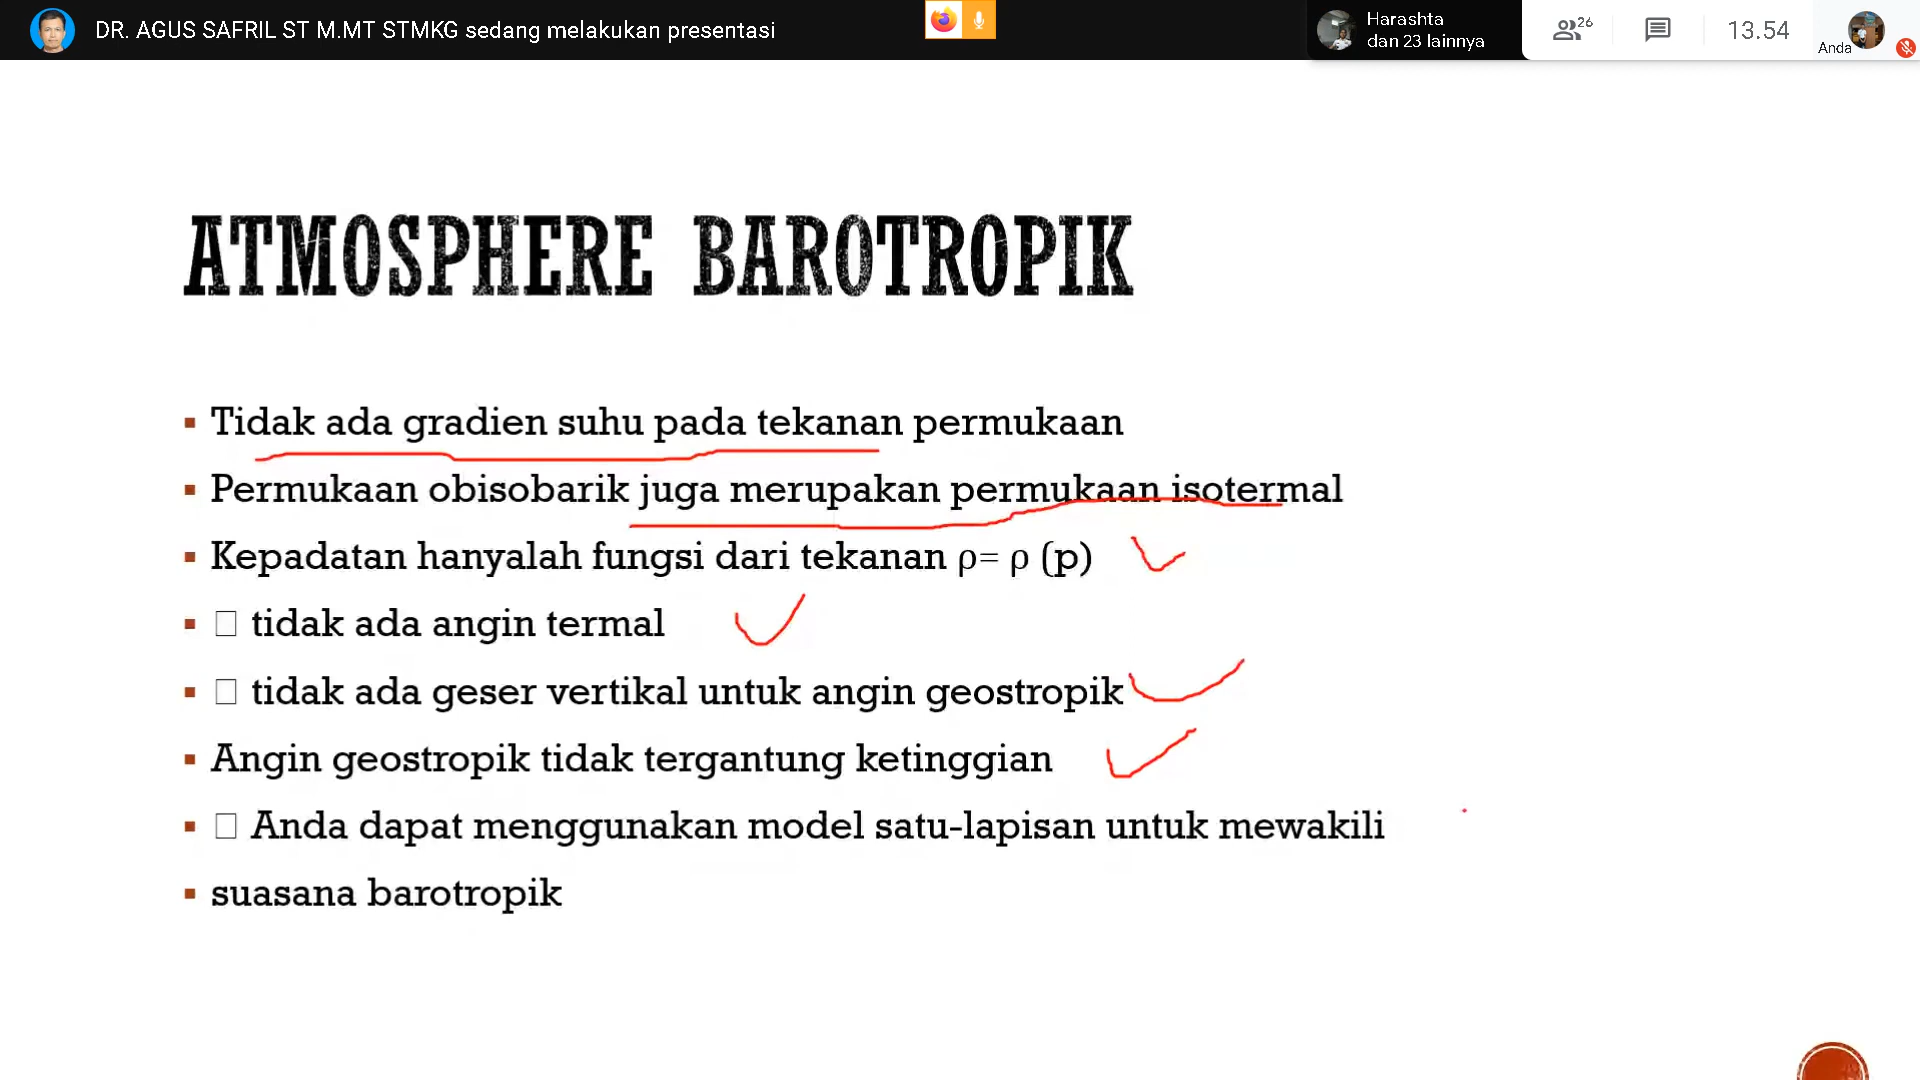 DR. AGUS SAFRIL ST M.MT STMKG sedang melakukan presentasi
Harashta
dan 23 lainnya
26
13.54
Anda
ATMOSPHERE BAROTROPIK
▪ Tidak ada gradien suhu pada tekanan permukaan
▪ Permukaan obisobarik juga merupakan permukaan isotermal
▪ Kepadatan hanyalah fungsi dari tekanan ρ= ρ (p)
▪ □ tidak ada angin termal
▪ □ tidak ada geser vertikal untuk angin geostropik
▪ Angin geostropik tidak tergantung ketinggian
▪ □ Anda dapat menggunakan model satu-lapisan untuk mewakili
▪ suasana barotropik